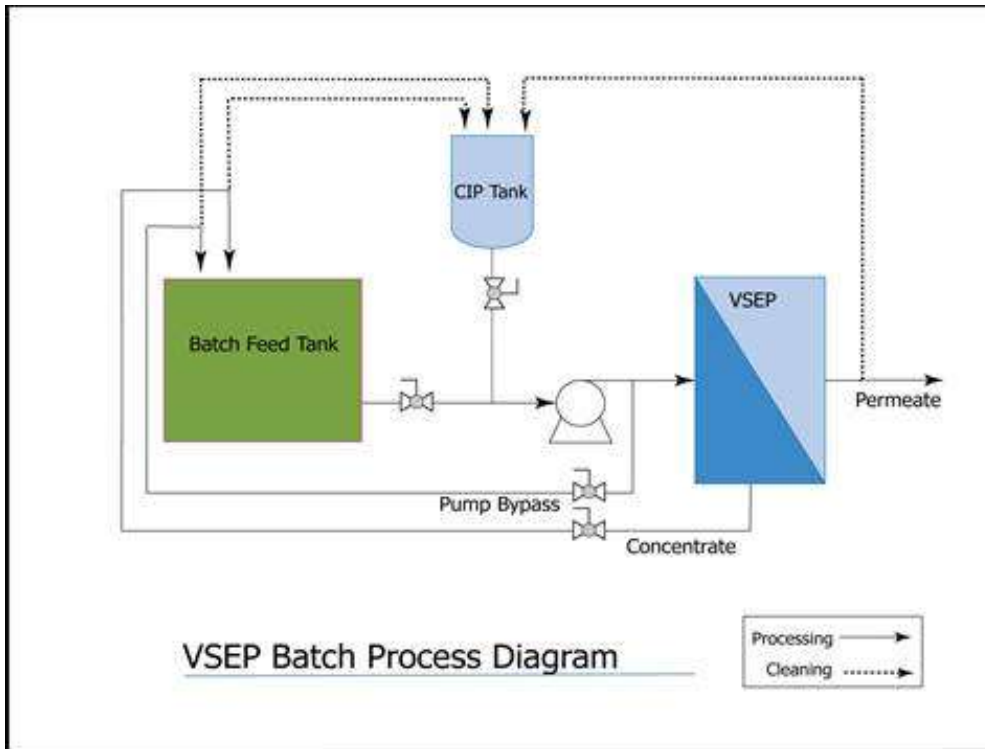 CIP Tank
VSEP
Batch Feed Tank
Permeate
Pump Bypass
Concentrate
VSEP Batch Process Diagram
Processing
Cleaning